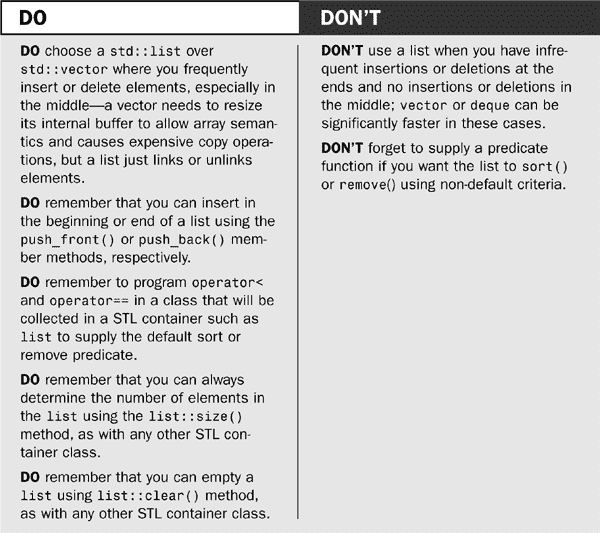 DO
DO choose a std::list over
std::vector where you frequently
insert or delete elements, especially in
the middle—a vector needs to resize
its internal buffer to allow array seman-
tics and causes expensive copy opera-
tions, but a list just links or unlinks
elements.
DO remember that you can insert in
the beginning or end of a list using the
push_front() or push_back() mem-
ber methods, respectively.
DO remember to program operator<
and operator== in a class that will be
collected in a STL container such as
list to supply the default sort or
remove predicate.
DO remember that you can always
determine the number of elements in
the list using the list::size()
method, as with any other STL con-
tainer class.
DO remember that you can empty a
list using list::clear() method,
as with any other STL container class.
DON'T
DON'T use a list when you have infre-
quent insertions or deletions at the
ends and no insertions or deletions in
the middle; vector or deque can be
significantly faster in these cases.
DON'T forget to supply a predicate
function if you want the list to sort()
or remove() using non-default criteria.